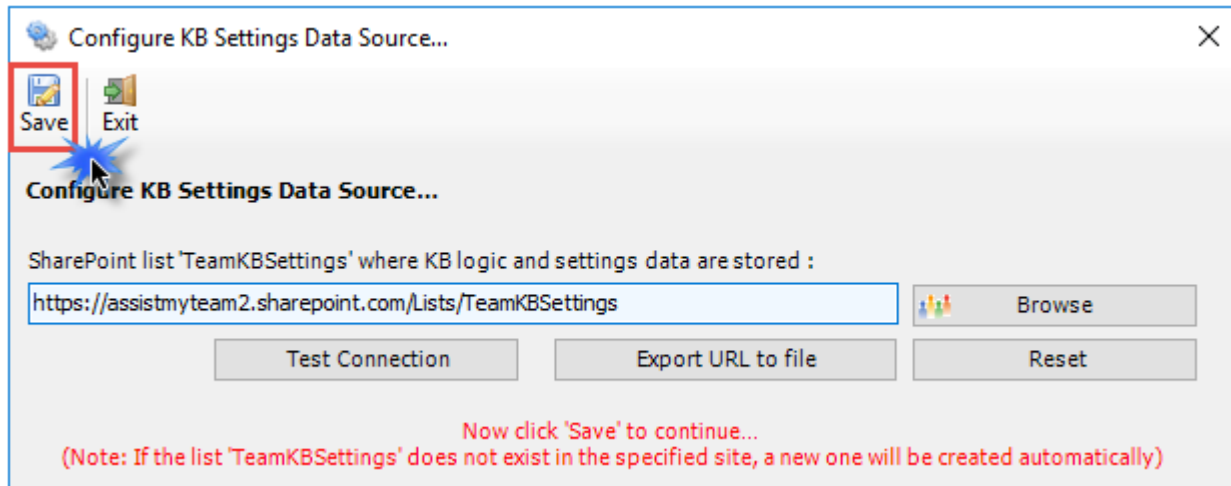 Configure KB Settings Data Source...
Save Exit
Configure KB Settings Data Source...
SharePoint list 'TeamKBSettings' where KB logic and settings data are stored :
https://assistmyteam2.sharepoint.com/Lists/TeamKBSettings Browse
Test Connection Export URL to file Reset
Now click 'Save' to continue...
(Note: If the list 'TeamKBSettings' does not exist in the specified site, a new one will be created automatically)